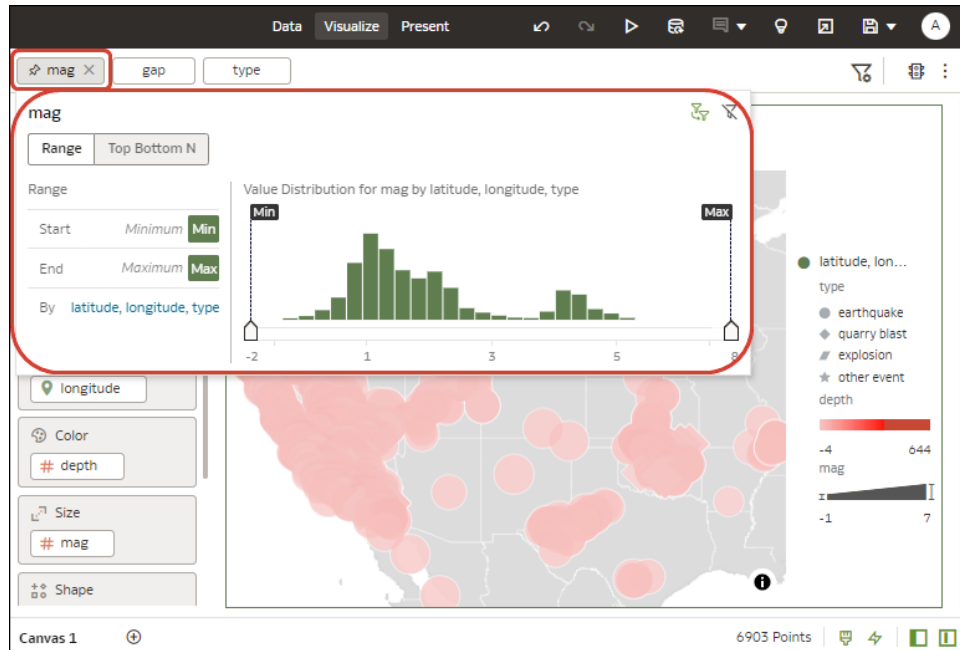 Data Visualize Present A
mag gap type
mag
Range Top Bottom N
Range
Value Distribution for mag by latitude, longitude, type
Min Max
Start Minimum Min
End Maximum Max
By latitude, longitude, type
-2 1 3 5 8
latitude, lon...
type
earthquake
quarry blast
explosion
other event
depth
-4 644
mag
-1 7
longitude
Color
# depth
Size
# mag
Shape
Canvas 1
6903 Points